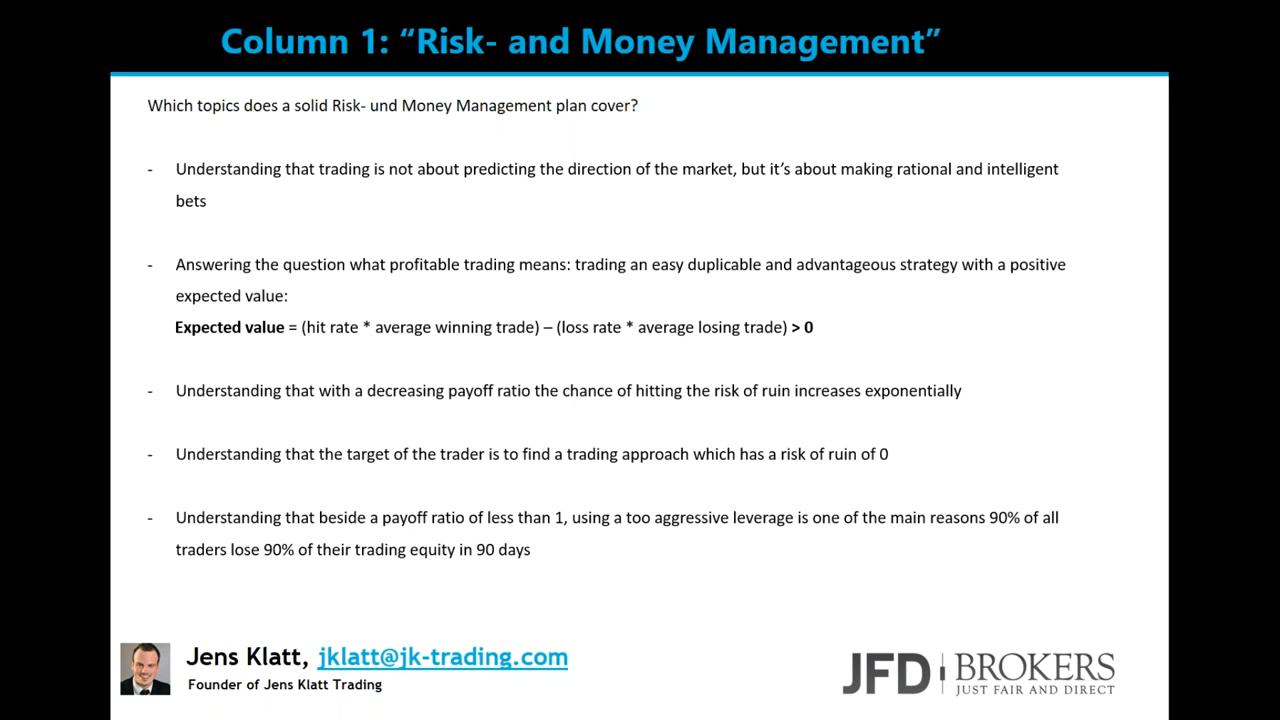 Column 1: “Risk- and Money Management”
Which topics does a solid Risk- und Money Management plan cover?
- Understanding that trading is not about predicting the direction of the market, but it’s about making rational and intelligent
bets
- Answering the question what profitable trading means: trading an easy duplicable and advantageous strategy with a positive
expected value:
Expected value = (hit rate * average winning trade) – (loss rate * average losing trade) > 0
- Understanding that with a decreasing payoff ratio the chance of hitting the risk of ruin increases exponentially
- Understanding that the target of the trader is to find a trading approach which has a risk of ruin of 0
- Understanding that beside a payoff ratio of less than 1, using a too aggressive leverage is one of the main reasons 90% of all
traders lose 90% of their trading equity in 90 days
Jens Klatt, jklatt@jk-trading.com
Founder of Jens Klatt Trading
JFD BROKERS
JUST FAIR AND DIRECT